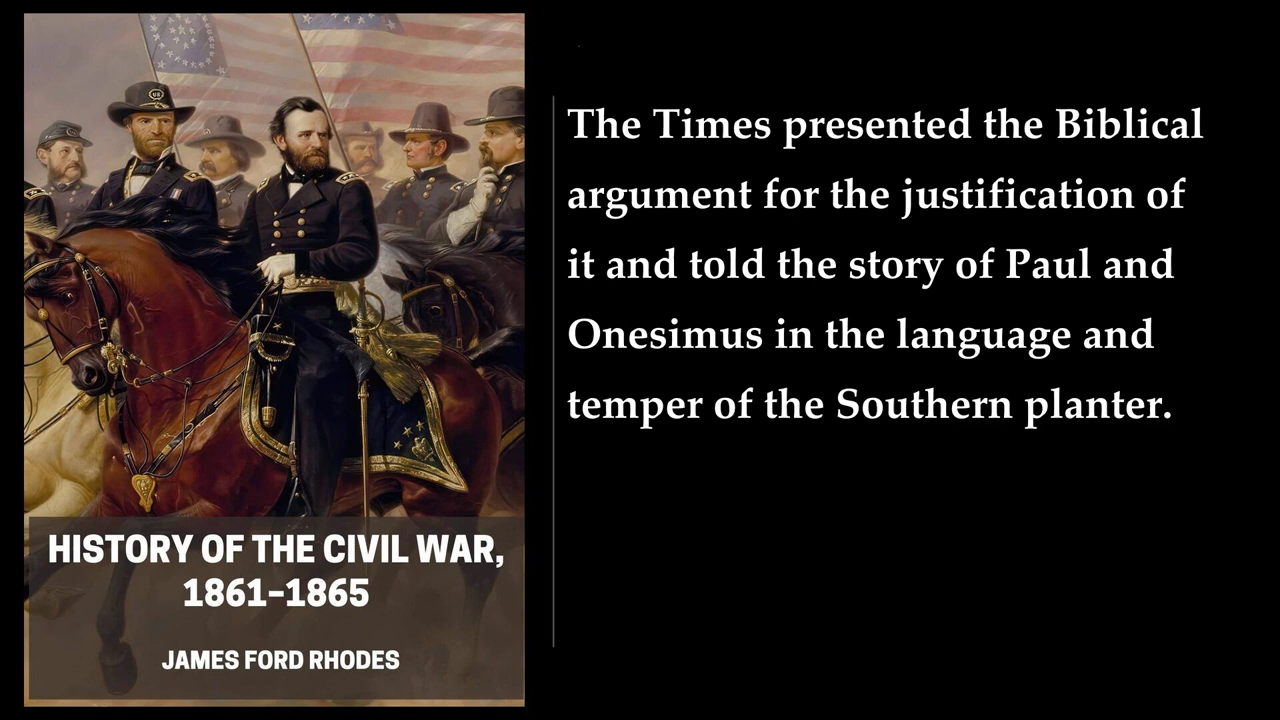 The Times presented the Biblical
argument for the justification of
it and told the story of Paul and
Onesimus in the language and
temper of the Southern planter.
HISTORY OF THE CIVIL WAR,
1861–1865
JAMES FORD RHODES